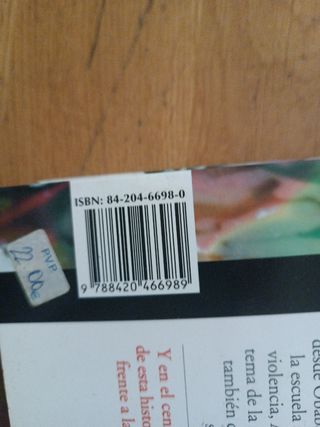 ISBN: 84-204-6698-0
9 788420 466989
PVP
22.00€
desde Obab
la escuela
violencia, A
tema de la
también
Y en el cen
de esta histo
frente a la